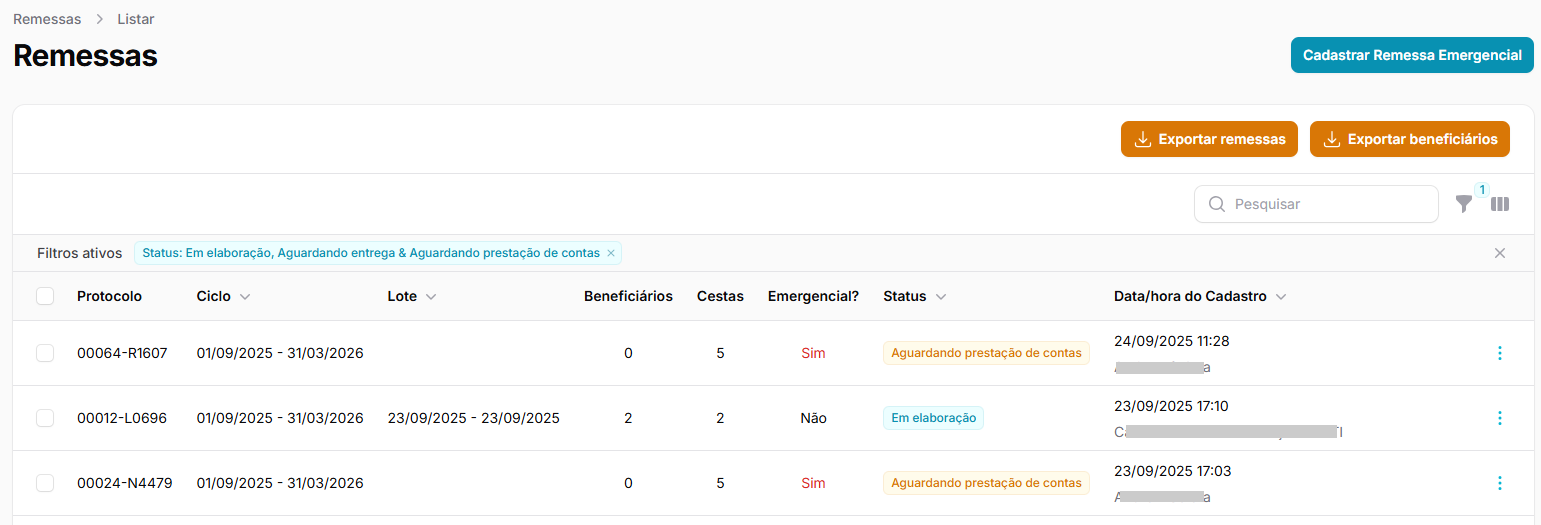 Remessas > Listar
Remessas
Cadastrar Remessa Emergencial
Exportar remessas Exportar beneficiários
Pesquisar 1
Filtros ativos Status: Em elaboração, Aguardando entrega & Aguardando prestação de contas ×
Protocolo Ciclo Lote Beneficiários Cestas Emergencial? Status Data/hora do Cadastro
00064-R1607 01/09/2025 - 31/03/2026 0 5 Sim Aguardando prestação de contas 24/09/2025 11:28
00012-L0696 01/09/2025 - 31/03/2026 23/09/2025 - 23/09/2025 2 2 Não Em elaboração 23/09/2025 17:10
00024-N4479 01/09/2025 - 31/03/2026 0 5 Sim Aguardando prestação de contas 23/09/2025 17:03